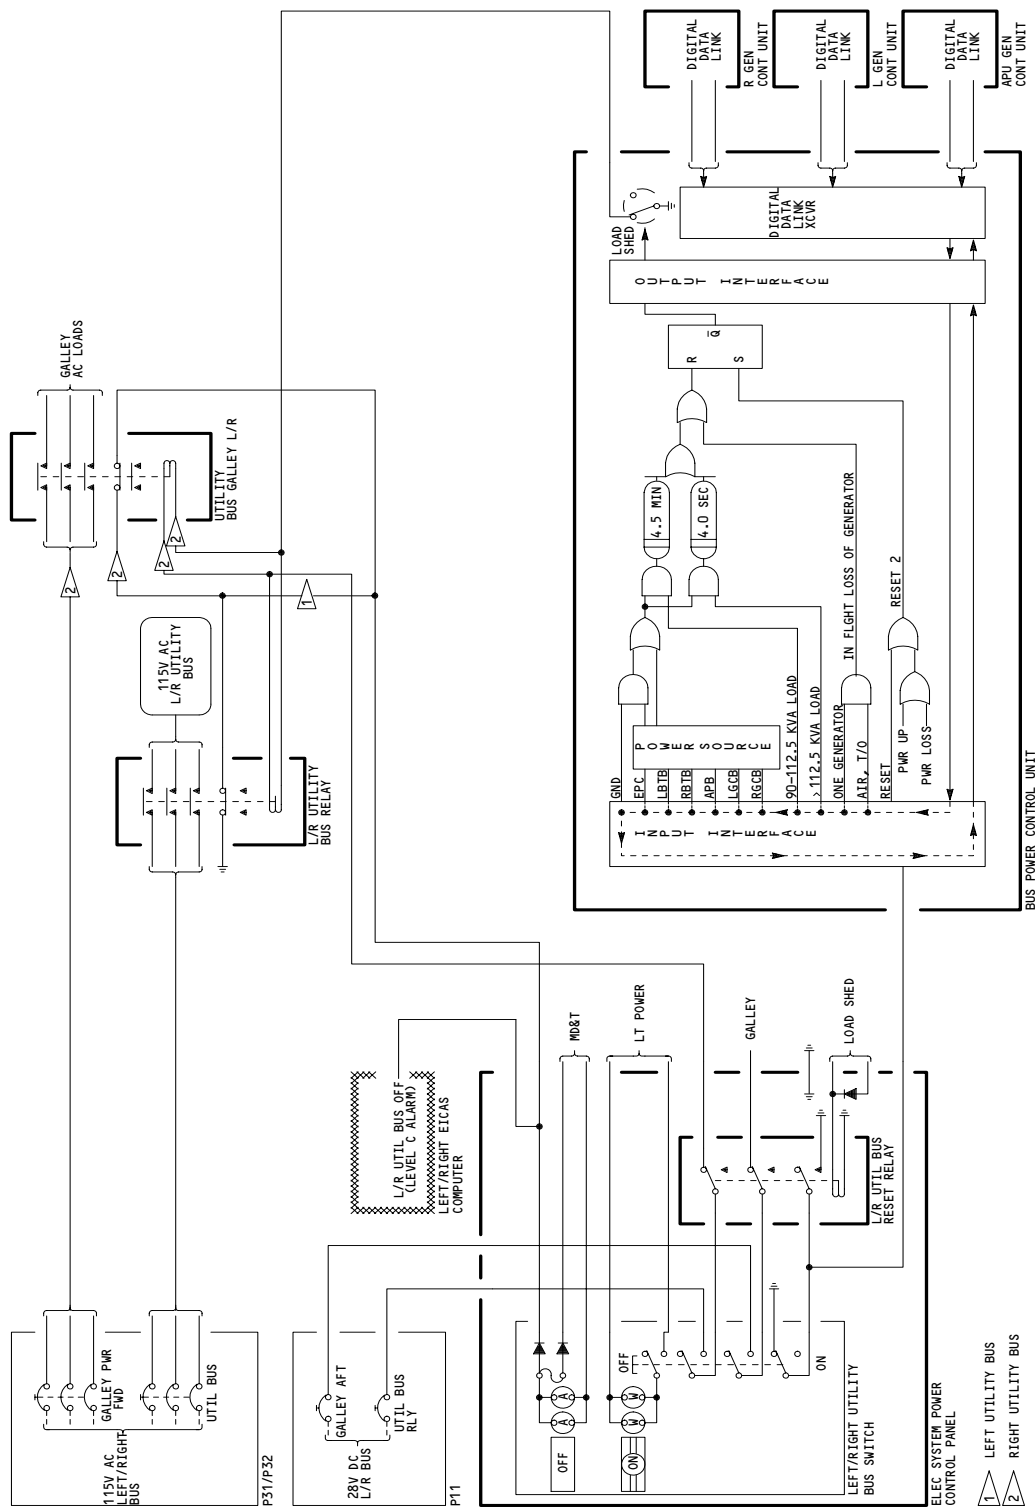 115V AC
LEFT/RIGHT
BUS
GALLEY PWR
FWD
UTIL BUS
P31/P32
28V DC
L/R BUS
GALLEY AFT
UTIL BUS
RLY
P11
OFF
ON
A
A
W
W
OFF
ON
LEFT/RIGHT UTILITY
BUS SWITCH
ELEC SYSTEM POWER
CONTROL PANEL
1
LEFT UTILITY BUS
2
RIGHT UTILITY BUS
L/R UTIL BUS OFF
(LEVEL C ALARM)
LEFT/RIGHT EICAS
COMPUTER
MD&T
LT POWER
GALLEY
LOAD SHED
L/R UTIL BUS
RESET RELAY
115V AC
L/R UTILITY
BUS
L/R UTILITY
BUS RELAY
GALLEY
AC LOADS
UTILITY
BUS GALLEY L/R
2
2
2
2
1
INPUT INTERFACE
GND
EPC
LBTB
RBTB
APB
LGCB
RGCB
90-112.5 KVA LOAD
>112.5 KVA LOAD
ONE GENERATOR
AIR, T/O
RESET
PWR UP
PWR LOSS
POWER SOURCE
4.5 MIN
4.0 SEC
IN FLGHT LOSS OF GENERATOR
RESET 2
R
S
Q
OUTPUT INTERFACE
LOAD
SHED
DIGITAL
DATA
LINK
XCVR
BUS POWER CONTROL UNIT
DIGITAL
DATA
LINK
R GEN
CONT UNIT
DIGITAL
DATA
LINK
L GEN
CONT UNIT
DIGITAL
DATA
LINK
APU GEN
CONT UNIT